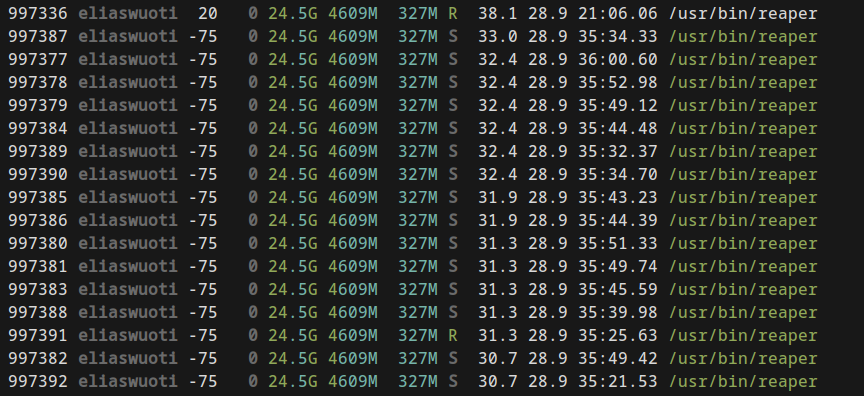 997336 eliaswuoti 20 0 24.5G 4609M 327M R 38.1 28.9 21:06.06 /usr/bin/reaper
997387 eliaswuoti -75 0 24.5G 4609M 327M S 33.0 28.9 35:34.33 /usr/bin/reaper
997377 eliaswuoti -75 0 24.5G 4609M 327M S 32.4 28.9 36:00.60 /usr/bin/reaper
997378 eliaswuoti -75 0 24.5G 4609M 327M S 32.4 28.9 35:52.98 /usr/bin/reaper
997379 eliaswuoti -75 0 24.5G 4609M 327M S 32.4 28.9 35:49.12 /usr/bin/reaper
997384 eliaswuoti -75 0 24.5G 4609M 327M S 32.4 28.9 35:44.48 /usr/bin/reaper
997389 eliaswuoti -75 0 24.5G 4609M 327M S 32.4 28.9 35:32.37 /usr/bin/reaper
997390 eliaswuoti -75 0 24.5G 4609M 327M S 32.4 28.9 35:34.70 /usr/bin/reaper
997385 eliaswuoti -75 0 24.5G 4609M 327M S 31.9 28.9 35:43.23 /usr/bin/reaper
997386 eliaswuoti -75 0 24.5G 4609M 327M S 31.9 28.9 35:44.39 /usr/bin/reaper
997380 eliaswuoti -75 0 24.5G 4609M 327M S 31.3 28.9 35:51.33 /usr/bin/reaper
997381 eliaswuoti -75 0 24.5G 4609M 327M S 31.3 28.9 35:49.74 /usr/bin/reaper
997383 eliaswuoti -75 0 24.5G 4609M 327M S 31.3 28.9 35:45.59 /usr/bin/reaper
997388 eliaswuoti -75 0 24.5G 4609M 327M S 31.3 28.9 35:39.98 /usr/bin/reaper
997391 eliaswuoti -75 0 24.5G 4609M 327M R 31.3 28.9 35:25.63 /usr/bin/reaper
997382 eliaswuoti -75 0 24.5G 4609M 327M S 30.7 28.9 35:49.42 /usr/bin/reaper
997392 eliaswuoti -75 0 24.5G 4609M 327M S 30.7 28.9 35:21.53 /usr/bin/reaper